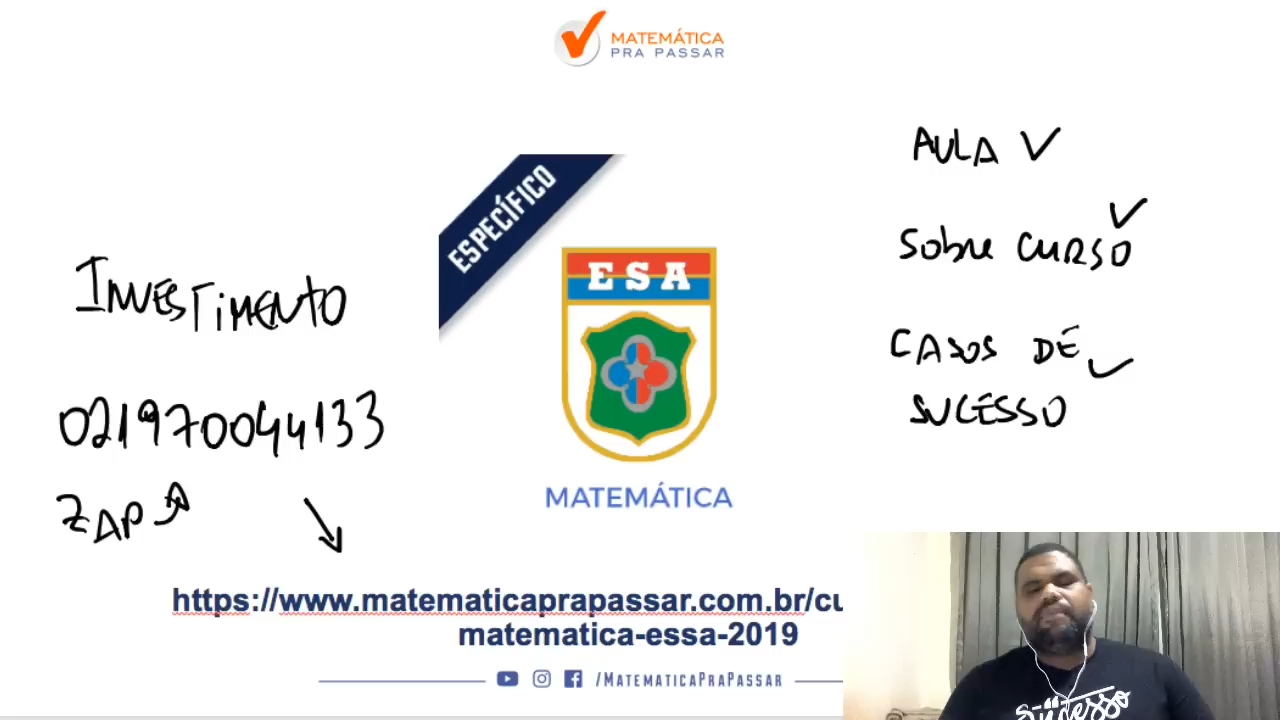 MATEMÁTICA
PRA PASSAR
AULA
Sobre CURSO
CASOS DE
SUCESSO
ESPECÍFICO
ESA
INVESTIMENTO
021970044133
ZAP
MATEMÁTICA
https://www.matematicaprapassar.com.br/cu
matematica-essa-2019
/MATEMATICAPRAPASSAR
Sucesso